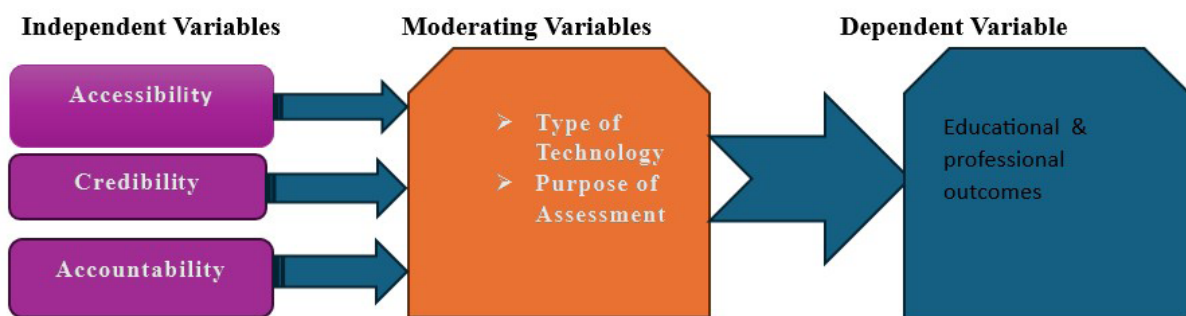 Independent Variables
Moderating Variables
Dependent Variable
Accessibility
Credibility
Accountability
➢ Type of
Technology
➢ Purpose of
Assessment
Educational &
professional
outcomes